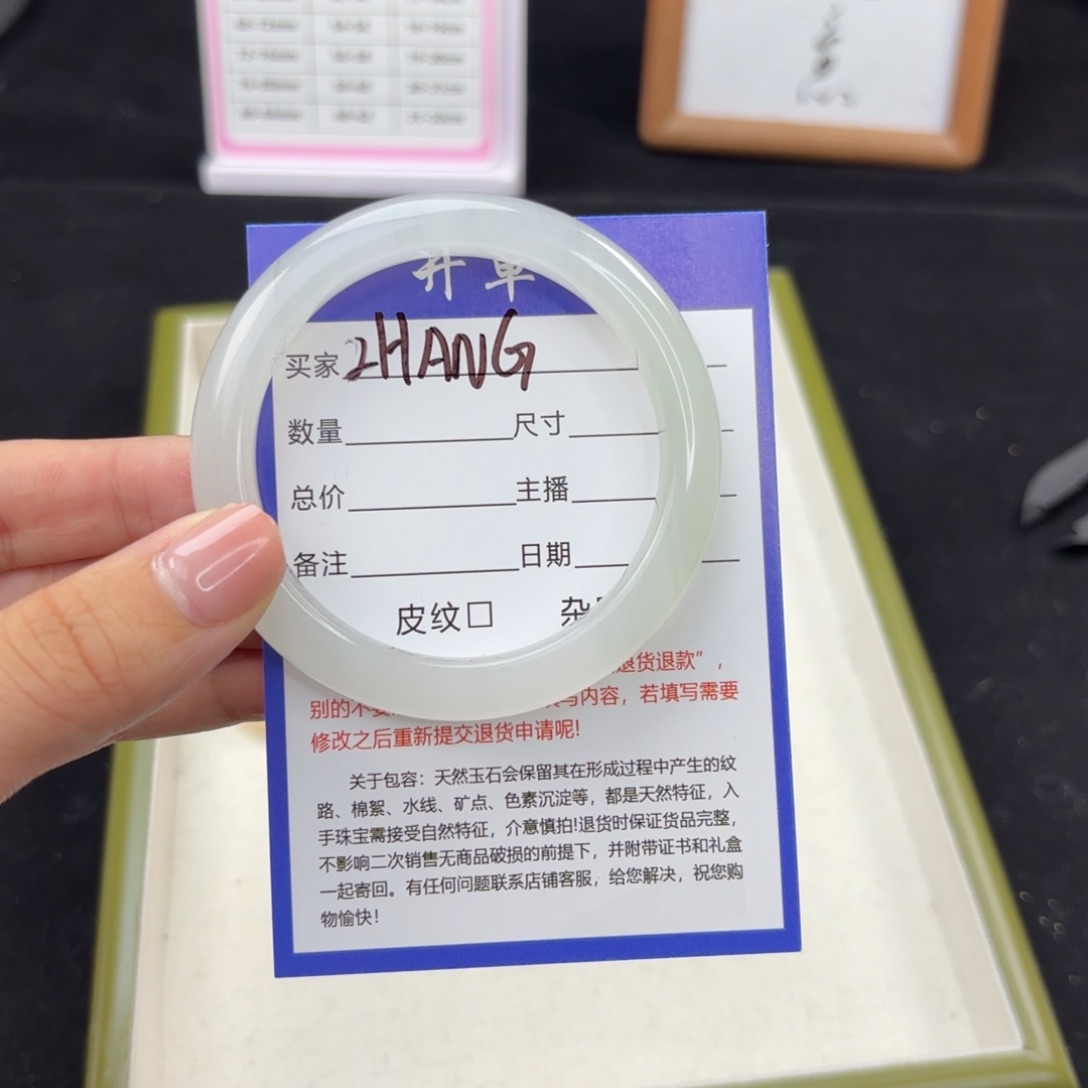 开单
买家 ZHANG
数量 尺寸
总价 主播
备注 日期
皮纹□
退货退款”，
别的不 内容，若填写需要
修改之后重新提交退货申请呢!
关于包容：天然玉石会保留其在形成过程中产生的纹
路、棉絮、水线、矿点、色素沉淀等，都是天然特征，入
手珠宝需接受自然特征，介意慎拍!退货时保证货品完整，
不影响二次销售无商品破损的前提下，并附带证书和礼盒
一起寄回。有任何问题联系店铺客服，给您解决，祝您购
物愉快!